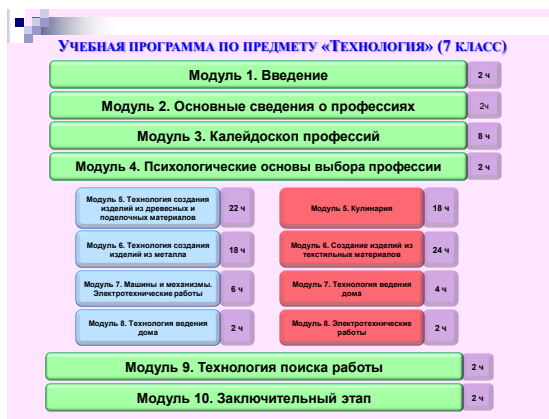 УЧЕБНАЯ ПРОГРАММА ПО ПРЕДМЕТУ «ТЕХНОЛОГИЯ» (7 КЛАСС)
Модуль 1. Введение 2 ч
Модуль 2. Основные сведения о профессиях 2ч
Модуль 3. Калейдоскоп профессий 8 ч
Модуль 4. Психологические основы выбора профессии 2 ч
Модуль 5. Технология создания
изделий из древесных и
поделочных материалов
22 ч
Модуль 5. Кулинария
18 ч
Модуль 6. Технология создания
изделий из металла
18 ч
Модуль 6. Создание изделий из
текстильных материалов
24 ч
Модуль 7. Машины и механизмы.
Электротехнические работы
6 ч
Модуль 7. Технология ведения
дома
4 ч
Модуль 8. Технология ведения
дома
2 ч
Модуль 8. Электротехнические
работы
2 ч
Модуль 9. Технология поиска работы 2 ч
Модуль 10. Заключительный этап 2 ч